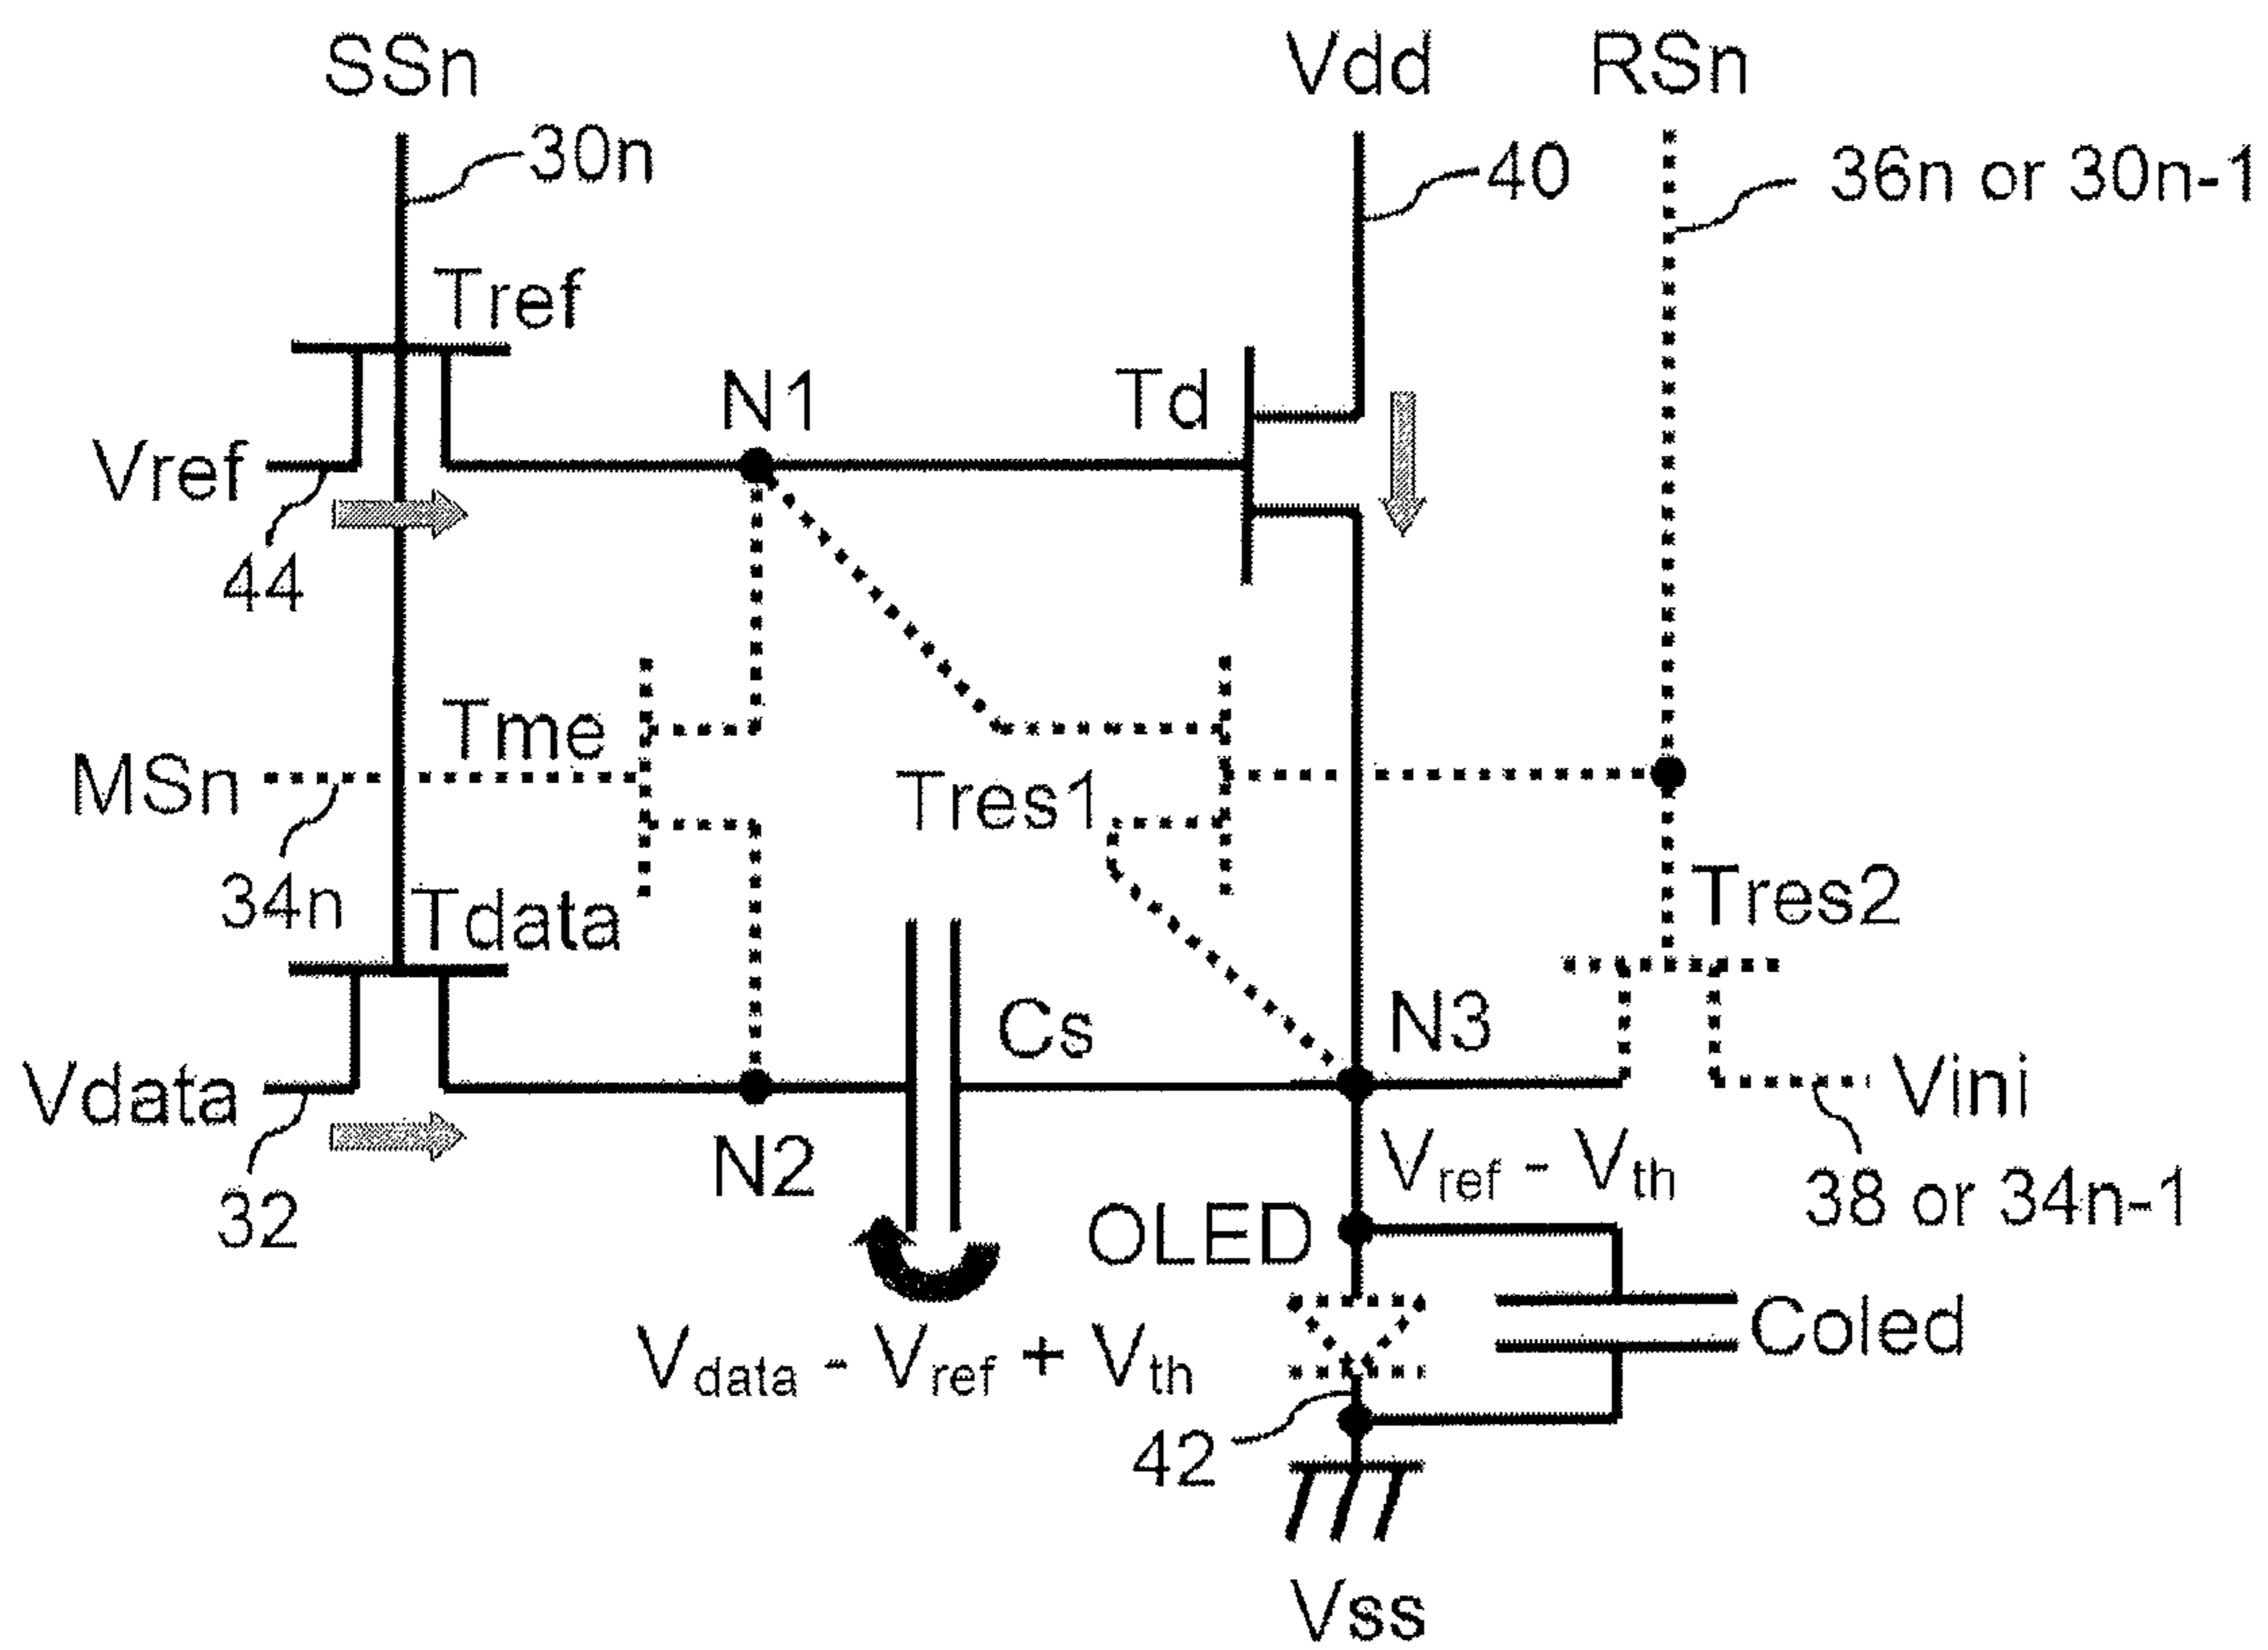 SSn
Vdd
RSn
30n
40
36n or 30n-1
Tref
N1
Td
Vref
44
Tme
MSn
Tres1
34n
Tdata
Tres2
Cs
N3
Vdata
Vini
N2
Vref - Vth
32
OLED
38 or 34n-1
Coled
Vdata - Vref + Vth
42
Vss